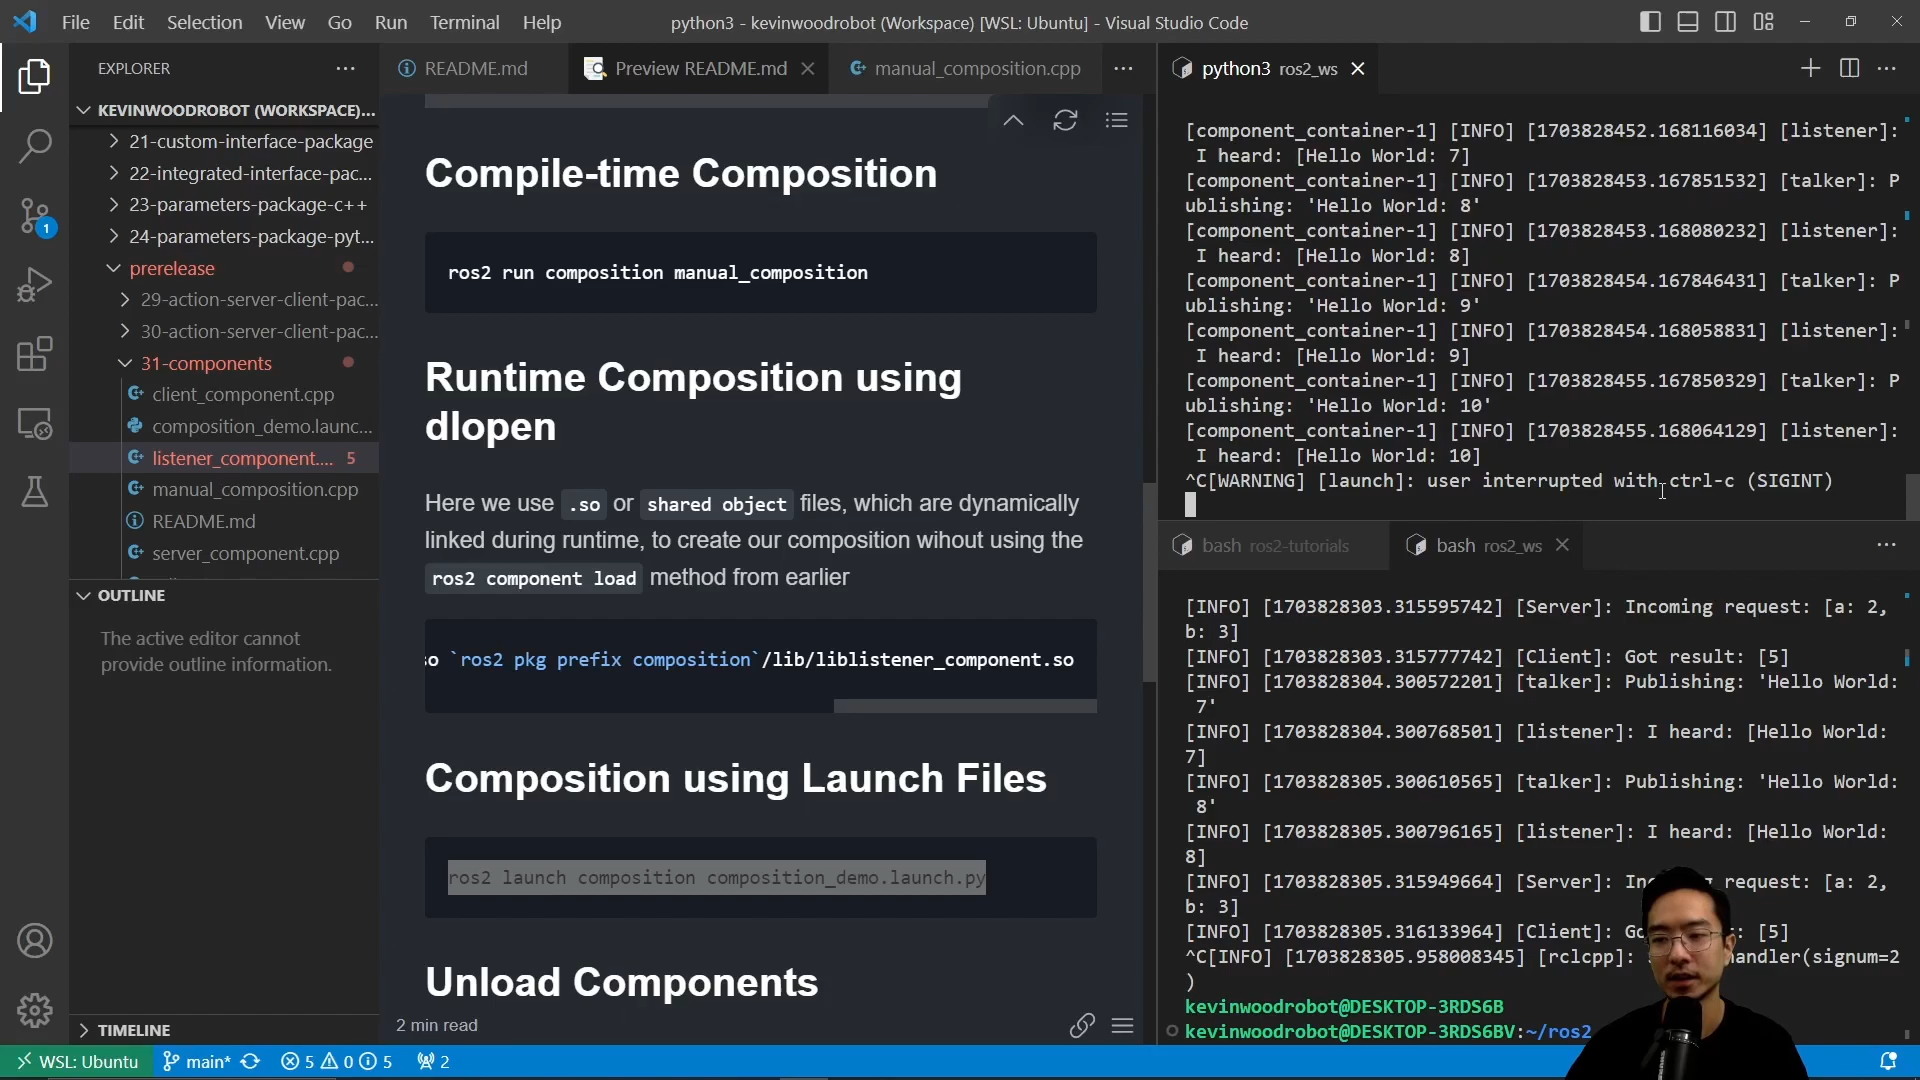 File Edit Selection View Go Run Terminal Help
python3 - kevinwoodrobot (Workspace) [WSL: Ubuntu] - Visual Studio Code
EXPLORER
KEVINWOODROBOT (WORKSPACE)...
21-custom-interface-package
22-integrated-interface-pac...
23-parameters-package-c++
24-parameters-package-pyt...
prerelease
29-action-server-client-pac...
30-action-server-client-pac...
31-components
client_component.cpp
composition_demo.launc...
listener_component.... 5
manual_composition.cpp
README.md
server_component.cpp
OUTLINE
The active editor cannot
provide outline information.
TIMELINE
1
README.md
Preview README.md
manual_composition.cpp
Compile-time Composition
ros2 run composition manual_composition
Runtime Composition using
dlopen
Here we use .so or shared object files, which are dynamically
linked during runtime, to create our composition wihout using the
ros2 component load method from earlier
so `ros2 pkg prefix composition`/lib/liblistener_component.so
Composition using Launch Files
ros2 launch composition composition_demo.launch.py
Unload Components
2 min read
python3 ros2_ws
[component_container-1] [INFO] [1703828452.168116034] [listener]:
I heard: [Hello World: 7]
[component_container-1] [INFO] [1703828453.167851532] [talker]: P
ublishing: 'Hello World: 8'
[component_container-1] [INFO] [1703828453.168080232] [listener]:
I heard: [Hello World: 8]
[component_container-1] [INFO] [1703828454.167846431] [talker]: P
ublishing: 'Hello World: 9'
[component_container-1] [INFO] [1703828454.168058831] [listener]:
I heard: [Hello World: 9]
[component_container-1] [INFO] [1703828455.167850329] [talker]: P
ublishing: 'Hello World: 10'
[component_container-1] [INFO] [1703828455.168064129] [listener]:
I heard: [Hello World: 10]
^C[WARNING] [launch]: user interrupted with ctrl-c (SIGINT)
bash ros2-tutorials
bash ros2_ws
[INFO] [1703828303.315595742] [Server]: Incoming request: [a: 2,
b: 3]
[INFO] [1703828303.315777742] [Client]: Got result: [5]
[INFO] [1703828304.300572201] [talker]: Publishing: 'Hello World:
7'
[INFO] [1703828304.300768501] [listener]: I heard: [Hello World:
7]
[INFO] [1703828305.300610565] [talker]: Publishing: 'Hello World:
8'
[INFO] [1703828305.300796165] [listener]: I heard: [Hello World:
8]
[INFO] [1703828305.315949664] [Server]: request: [a: 2,
b: 3]
[INFO] [1703828305.316133964] [Client]: [5]
^C[INFO] [1703828305.958008345] [rclcpp]: andler(signum=2
)
kevinwoodrobot@DESKTOP-3RDS6B
kevinwoodrobot@DESKTOP-3RDS6BV:~/ros2
WSL: Ubuntu main* 5 0 5 2